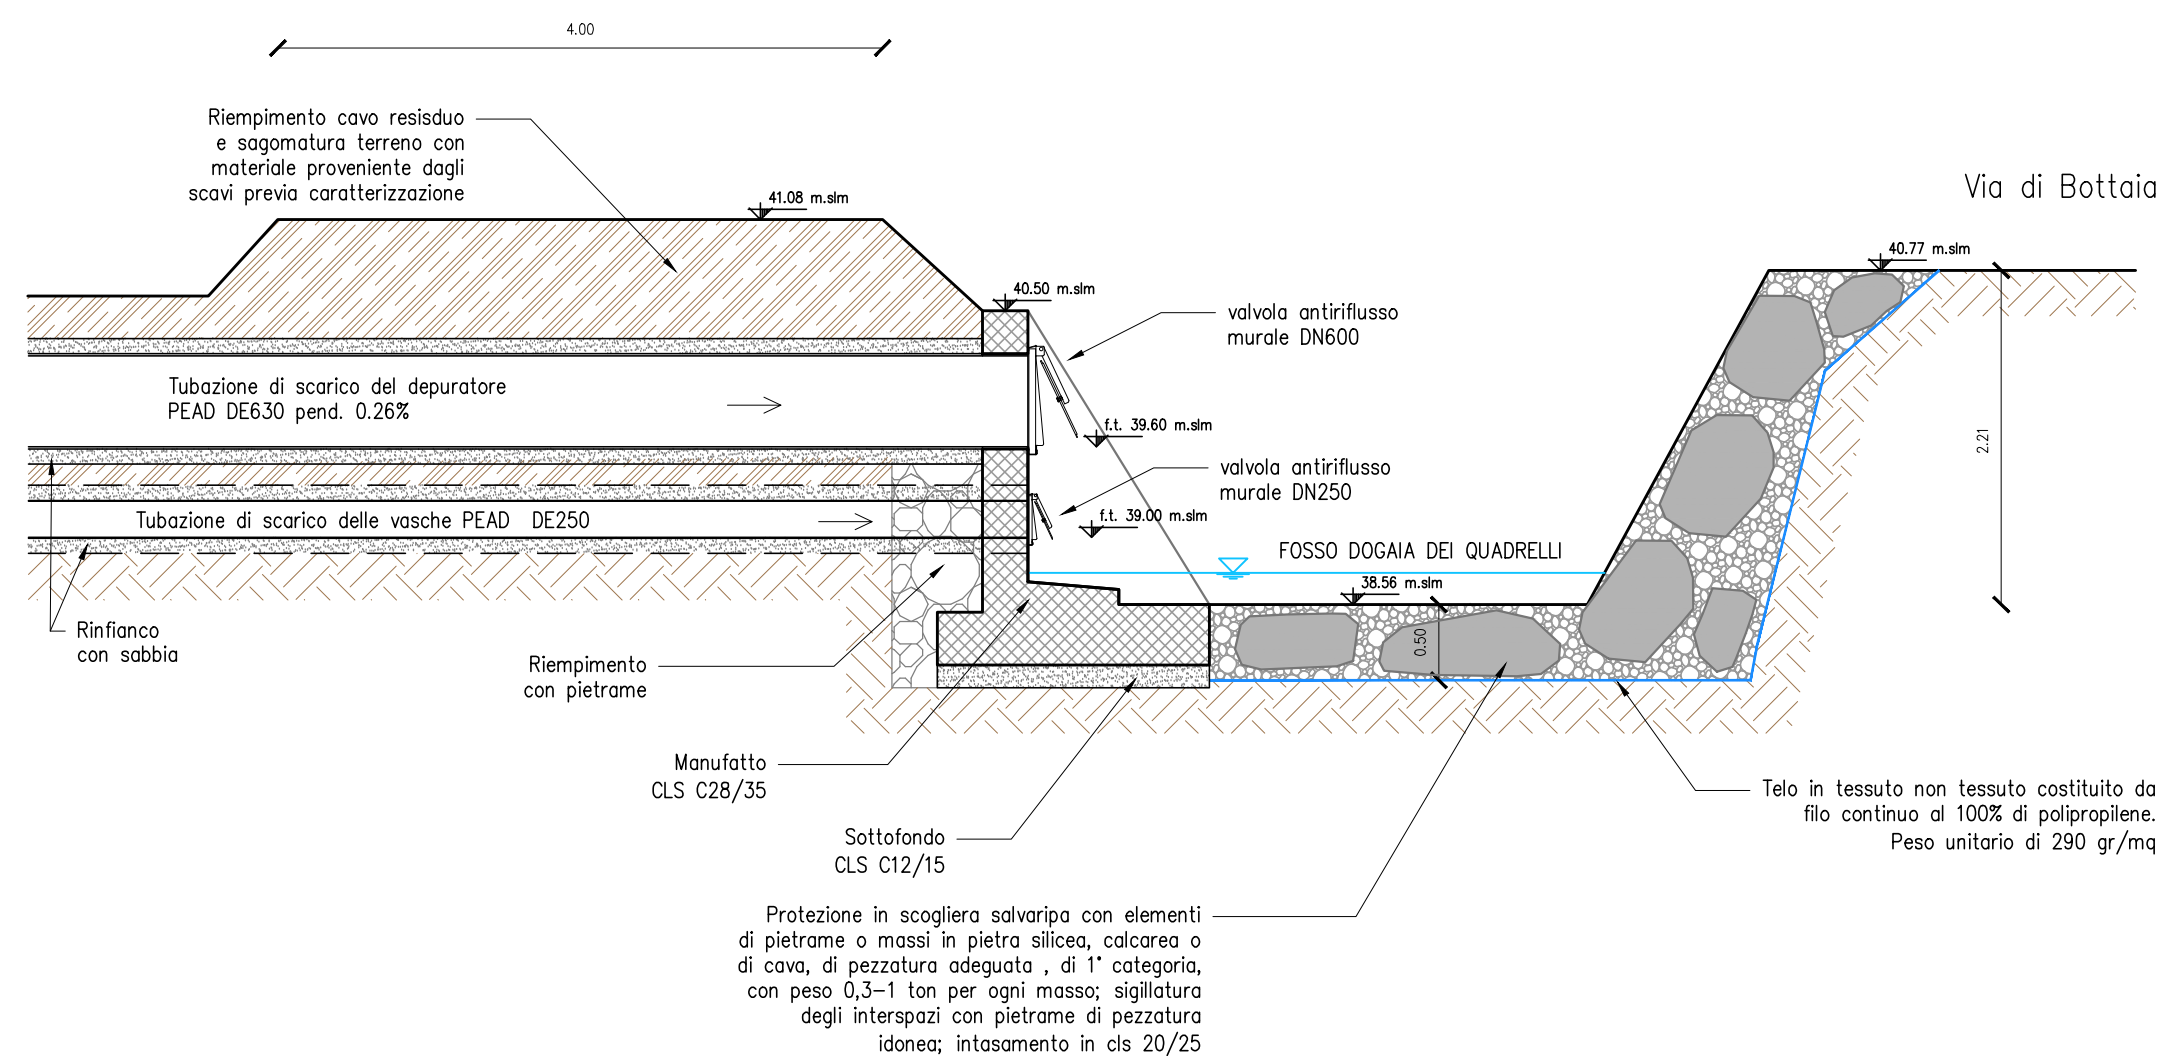 4.00
Riempimento cavo resisduo
e sagomatura terreno con
materiale proveniente dagli
scavi previa caratterizzazione
41.08 m.slm
Via di Bottaia
40.77 m.slm
40.50 m.slm
valvola antiriflusso
murale DN600
Tubazione di scarico del depuratore
PEAD DE630 pend. 0.26%
f.t. 39.60 m.slm
2.21
valvola antiriflusso
murale DN250
Tubazione di scarico delle vasche PEAD DE250
f.t. 39.00 m.slm
FOSSO DOGAIA DEI QUADRELLI
38.56 m.slm
0.50
Rinfianco
con sabbia
Riempimento
con pietrame
Manufatto
CLS C28/35
Telo in tessuto non tessuto costituito da
filo continuo al 100% di polipropilene.
Peso unitario di 290 gr/mq
Sottofondo
CLS C12/15
Protezione in scogliera salvaripa con elementi
di pietrame o massi in pietra silicea, calcarea o
di cava, di pezzatura adeguata , di 1° categoria,
con peso 0,3-1 ton per ogni masso; sigillatura
degli interspazi con pietrame di pezzatura
idonea; intasamento in cls 20/25